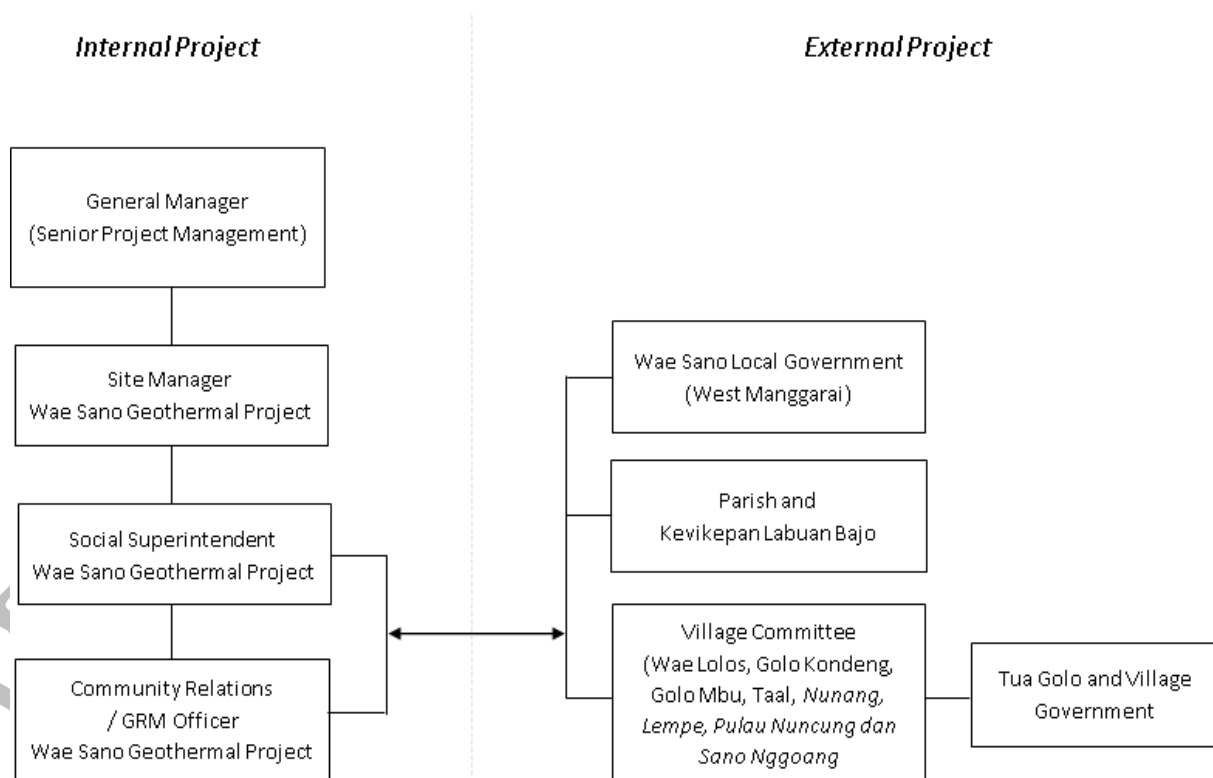 Internal Project
External Project
General Manager
(Senior Project Management)
Site Manager
Wae Sano Geothermal Project
Social Superintendent
Wae Sano Geothermal Project
Community Relations
/ GRM Officer
Wae Sano Geothermal Project
Wae Sano Local Government
(West Manggarai)
Parish and
Kevikepan Labuan Bajo
Village Committee
(Wae Lolos, Golo Kondeng,
Golo Mbu, Taal, Nunang,
Lempe, Pulau Nuncung dan
Sano Nggoang
Tua Golo and Village
Government